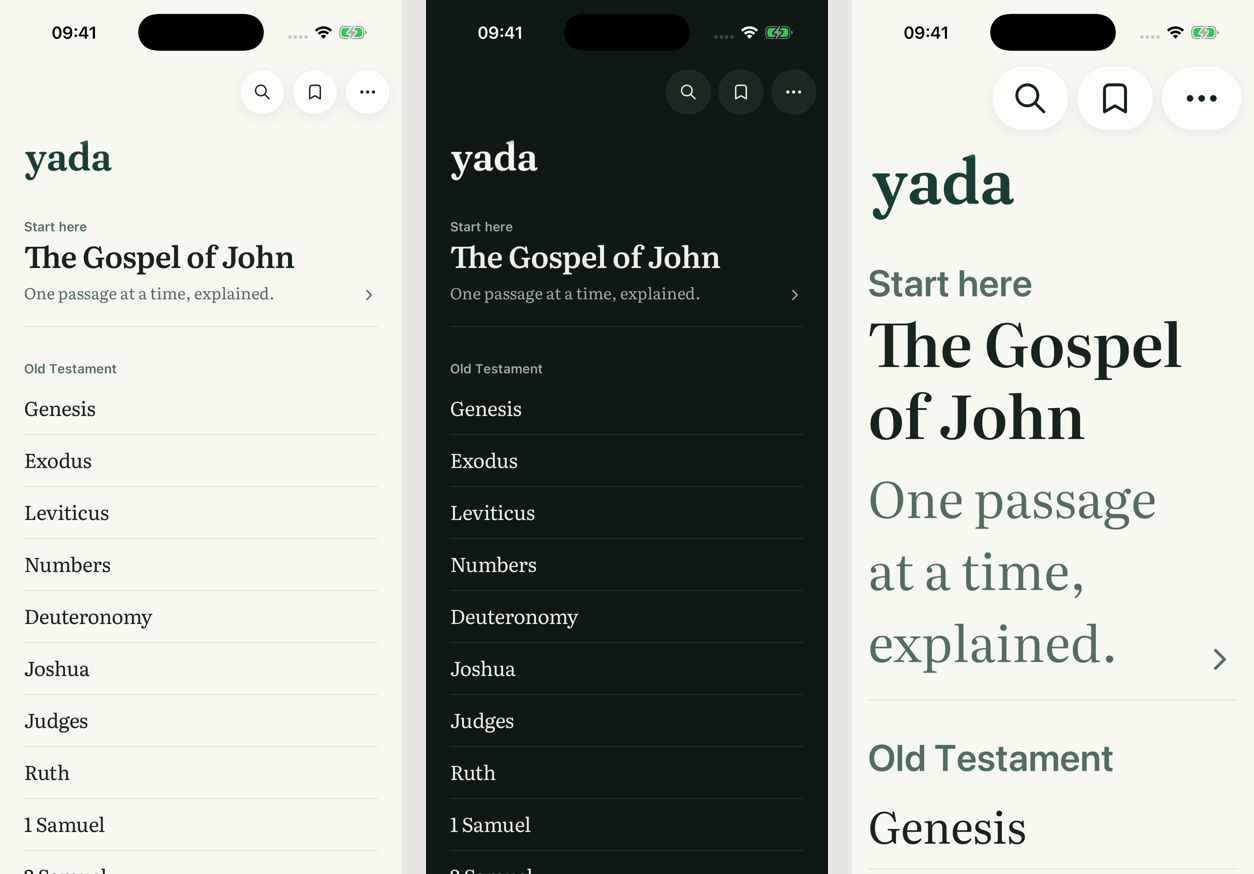 09:41
yada
Start here
The Gospel of John
One passage at a time, explained.
Old Testament
Genesis
Exodus
Leviticus
Numbers
Deuteronomy
Joshua
Judges
Ruth
1 Samuel
09:41
yada
Start here
The Gospel of John
One passage at a time, explained.
Old Testament
Genesis
Exodus
Leviticus
Numbers
Deuteronomy
Joshua
Judges
Ruth
1 Samuel
09:41
yada
Start here
The Gospel
of John
One passage
at a time,
explained.
Old Testament
Genesis